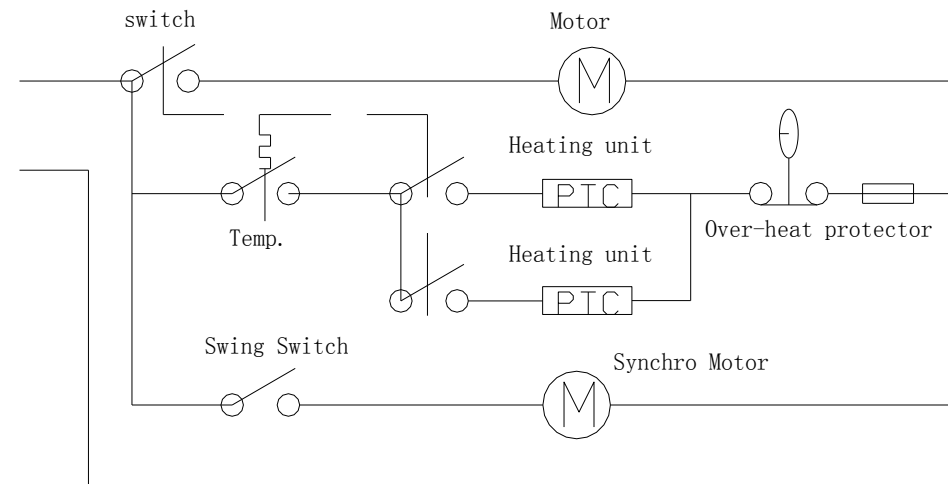 switch
Motor
M
Heating unit
PTC
Temp.
Over-heat protector
Heating unit
PTC
Swing Switch
Synchro Motor
M